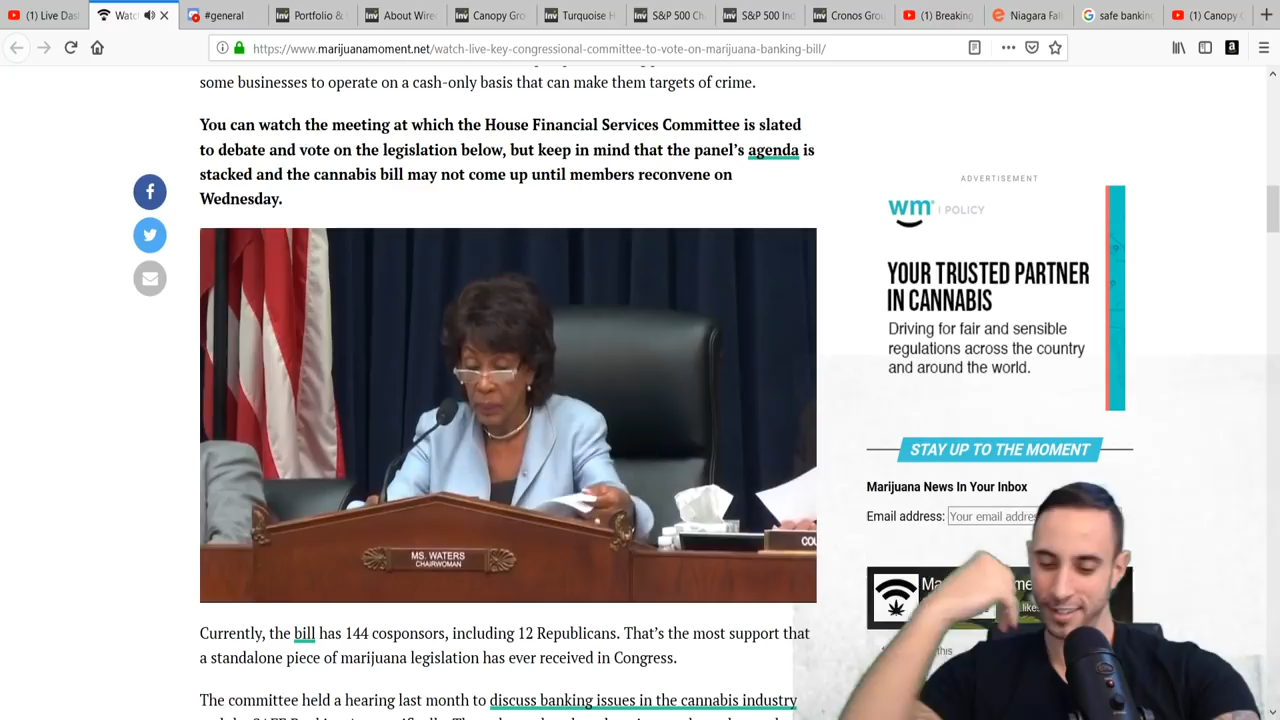 (1) Live Das
Watc
#general
Portfolio &
About Wire
Canopy Gro
Turquoise H
S&P 500 Ch
S&P 500 Ind
Cronos Grou
(1) Breaking
Niagara Fal
safe banking
(1) Canopy G
https://www.marijuanamoment.net/watch-live-key-congressional-committee-to-vote-on-marijuana-banking-bill/
some businesses to operate on a cash-only basis that can make them targets of crime.
You can watch the meeting at which the House Financial Services Committee is slated
to debate and vote on the legislation below, but keep in mind that the panel’s agenda is
stacked and the cannabis bill may not come up until members reconvene on
Wednesday.
MS. WATERS
CHAIRWOMAN
COU
Currently, the bill has 144 cosponsors, including 12 Republicans. That’s the most support that
a standalone piece of marijuana legislation has ever received in Congress.
The committee held a hearing last month to discuss banking issues in the cannabis industry
ADVERTISEMENT
wm | POLICY
YOUR TRUSTED PARTNER
IN CANNABIS
Driving for fair and sensible
regulations across the country
and around the world.
STAY UP TO THE MOMENT
Marijuana News In Your Inbox
Email address: Your email addre
Ma
me
like
this